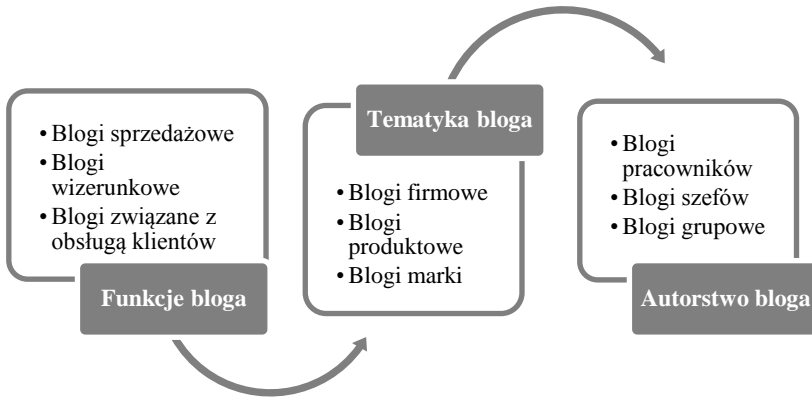 • Blogi sprzedażowe
• Blogi
wizerunkowe
• Blogi związane z
obsługą klientów
Funkcje bloga
Tematyka bloga
• Blogi firmowe
• Blogi
produktowe
• Blogi marki
• Blogi
pracowników
• Blogi szefów
• Blogi grupowe
Autorstwo bloga